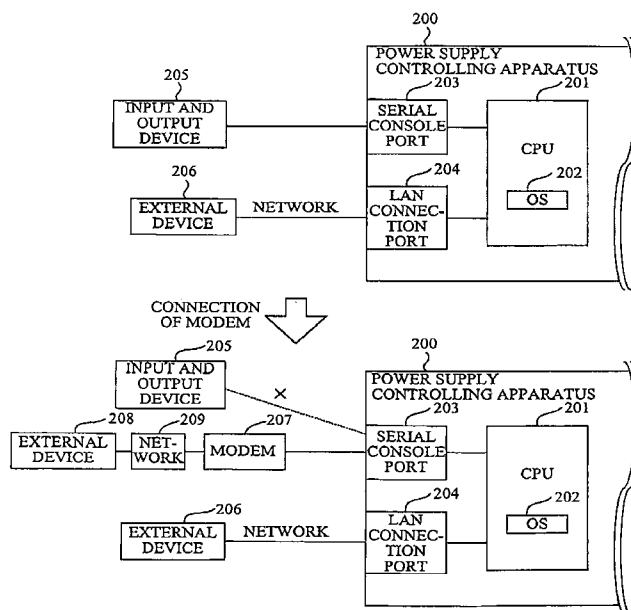 200
POWER SUPPLY
CONTROLLING APPARATUS
205
203
201
INPUT AND
OUTPUT
DEVICE
SERIAL
CONSOLE
PORT
CPU
206
204
202
OS
EXTERNAL
DEVICE
NETWORK
LAN
CONNEC-
TION
PORT
CONNECTION
OF MODEM
205
200
INPUT AND
OUTPUT
DEVICE
×
POWER SUPPLY
CONTROLLING APPARATUS
208
209
207
203
201
EXTERNAL
DEVICE
NET-
WORK
MODEM
SERIAL
CONSOLE
PORT
CPU
206
204
202
OS
EXTERNAL
DEVICE
NETWORK
LAN
CONNEC-
TION
PORT